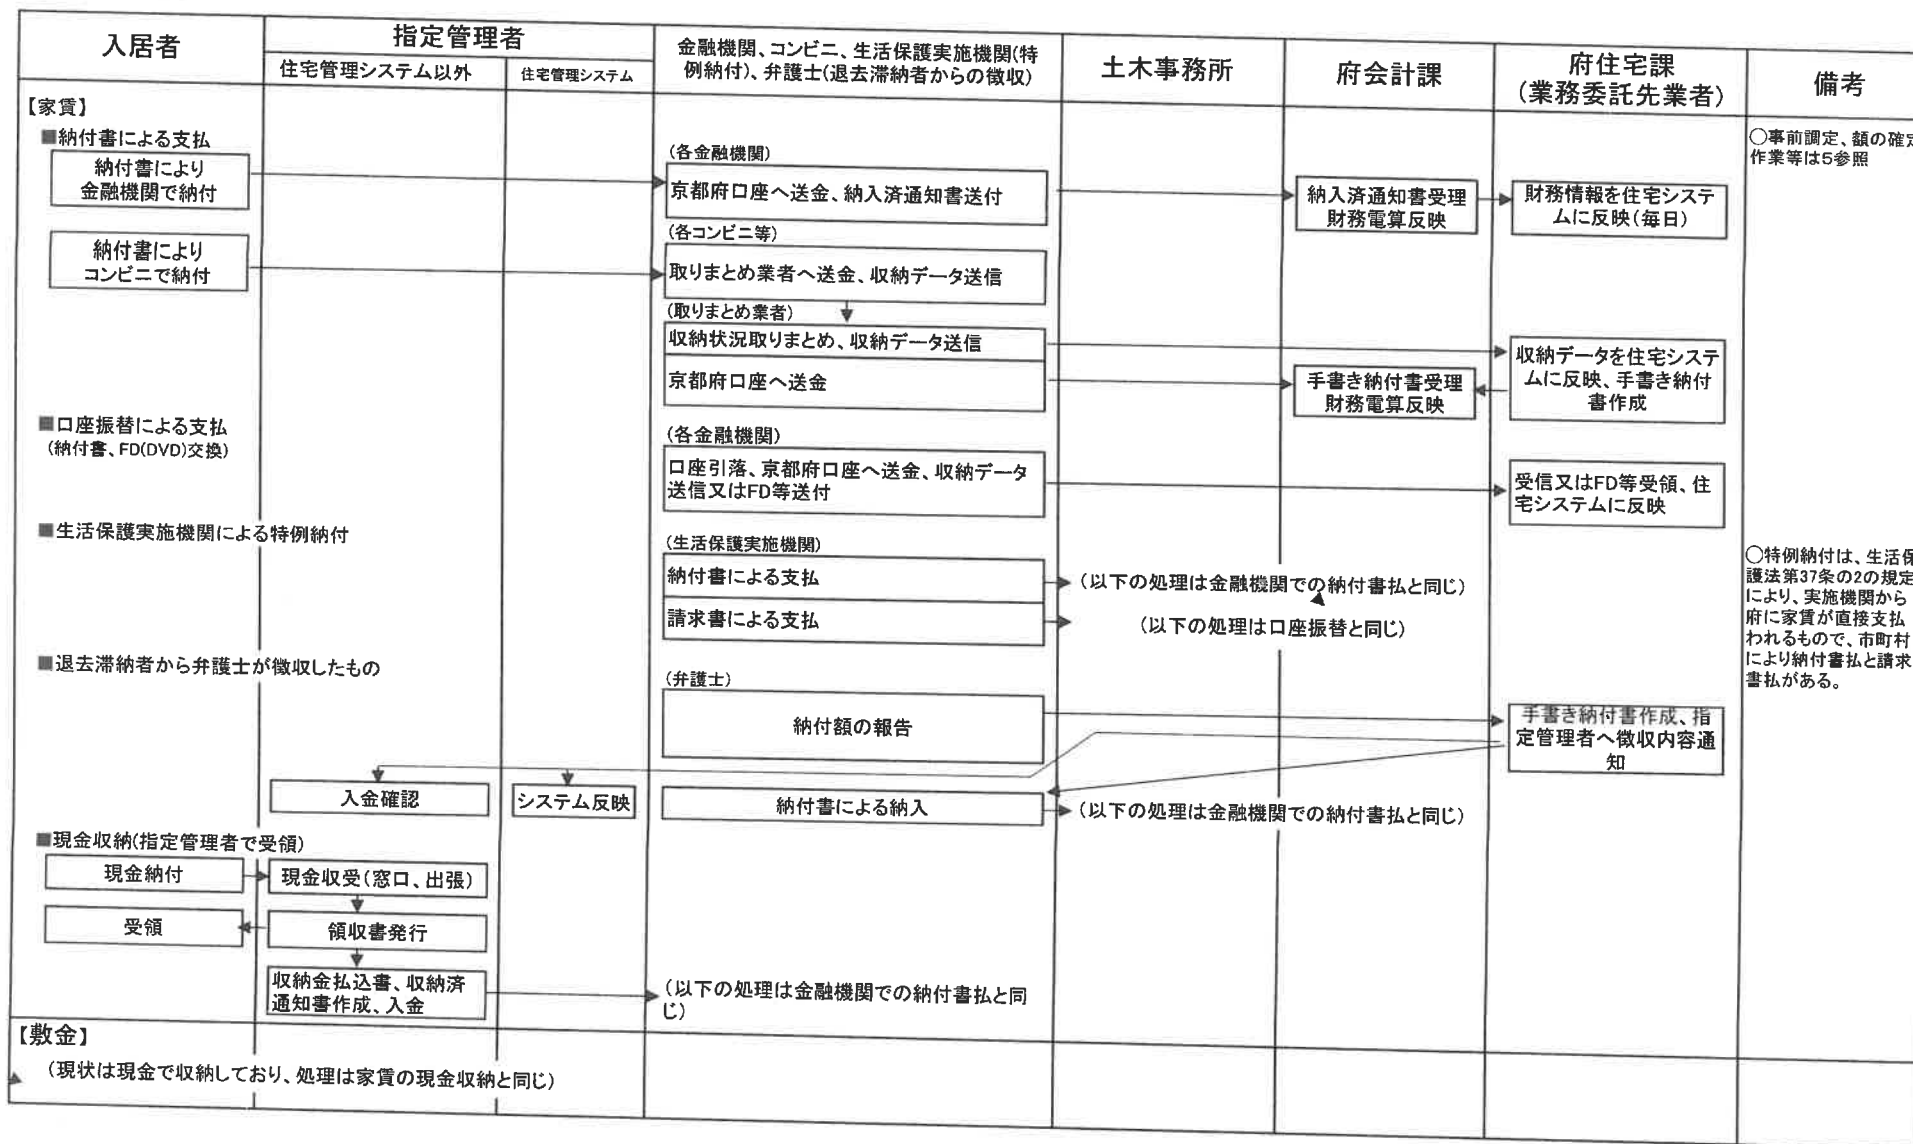 入居者
指定管理者
住宅管理システム以外
住宅管理システム
金融機関、コンビニ、生活保護実施機関(特
例納付)、弁護士(退去滞納者からの徴収)
土木事務所
府会計課
府住宅課
(業務委託先業者)
備考
【家賃】
■納付書による支払
納付書により
金融機関で納付
(各金融機関)
京都府口座へ送金、納入済通知書送付
納入済通知書受理
財務電算反映
財務情報を住宅システ
ムに反映(毎日)
○事前調定、額の確定
作業等は5参照
納付書により
コンビニで納付
(各コンビニ等)
取りまとめ業者へ送金、収納データ送信
(取りまとめ業者)
収納状況取りまとめ、収納データ送信
京都府口座へ送金
手書き納付書受理
財務電算反映
収納データを住宅システ
ムに反映、手書き納付
書作成
■口座振替による支払
(納付書、FD(DVD)交換)
(各金融機関)
口座引落、京都府口座へ送金、収納データ
送信又はFD等送付
受信又はFD等受領、住
宅システムに反映
■生活保護実施機関による特例納付
(生活保護実施機関)
納付書による支払
(以下の処理は金融機関での納付書払と同じ)
請求書による支払
(以下の処理は口座振替と同じ)
○特例納付は、生活保
護法第37条の2の規定
により、実施機関から
府に家賃が直接支払
われるもので、市町村
により納付書払と請求
書払がある。
■退去滞納者から弁護士が徴収したもの
(弁護士)
納付額の報告
手書き納付書作成、指
定管理者へ徴収内容通
知
入金確認
システム反映
納付書による納入
(以下の処理は金融機関での納付書払と同じ)
■現金収納(指定管理者で受領)
現金納付
現金収受(窓口、出張)
受領
領収書発行
収納金払込書、収納済
通知書作成、入金
(以下の処理は金融機関での納付書払と同
じ)
【敷金】
(現状は現金で収納しており、処理は家賃の現金収納と同じ)